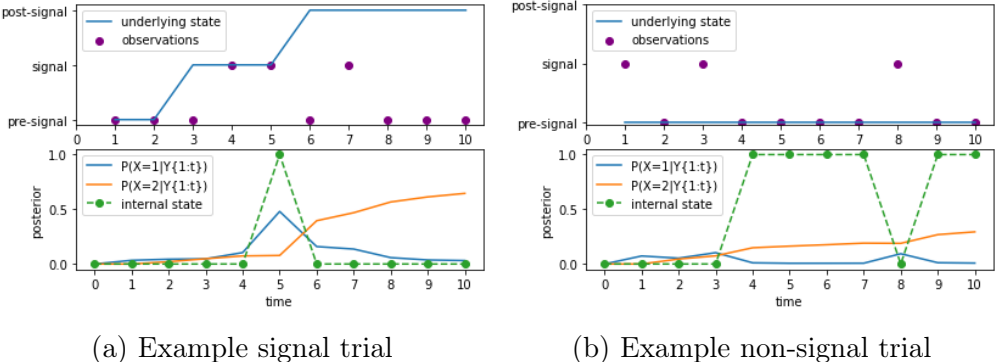 post-signal
underlying state
observations
signal
pre-signal
0 1 2 3 4 5 6 7 8 9 10
1.0
P(X=1|Y{1:t})
P(X=2|Y{1:t})
internal state
0.5
0.0
posterior
0 1 2 3 4 5 6 7 8 9 10
time
(a) Example signal trial
post-signal
underlying state
observations
signal
pre-signal
0 1 2 3 4 5 6 7 8 9 10
1.0
P(X=1|Y{1:t})
P(X=2|Y{1:t})
internal state
0.5
0.0
posterior
0 1 2 3 4 5 6 7 8 9 10
time
(b) Example non-signal trial